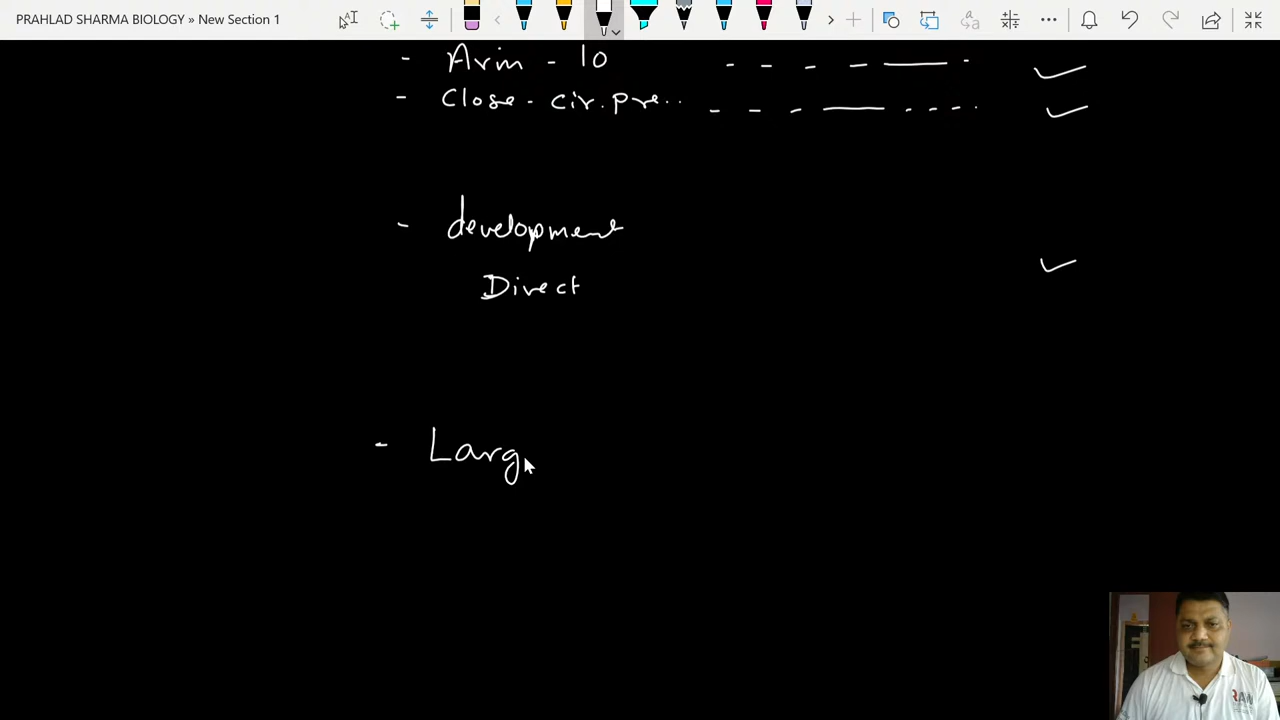 PRAHLAD SHARMA BIOLOGY » New Section 1
- Arm - 10 - - - - —— - ✓
- Close - cir. pre.. - - - —— - - - - ✓
- development ✓
Direct
- Larg